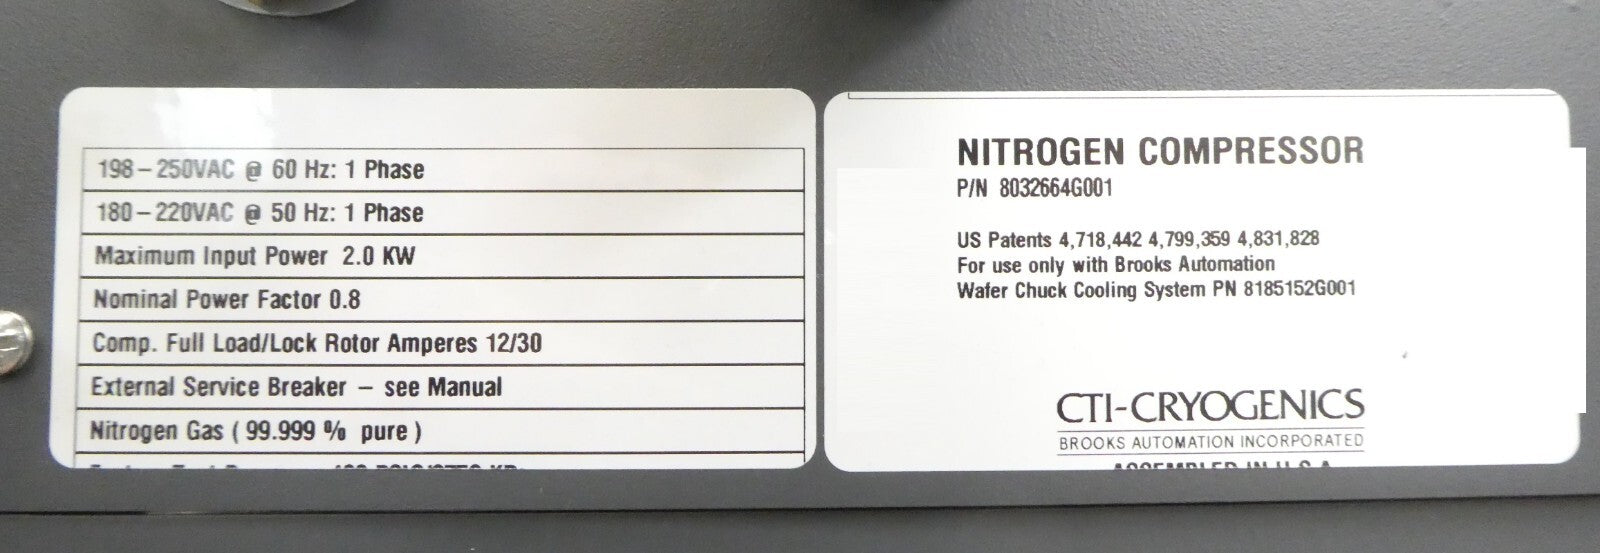 198-250VAC @ 60 Hz: 1 Phase
180-220VAC @ 50 Hz: 1 Phase
Maximum Input Power 2.0 KW
Nominal Power Factor 0.8
Comp. Full Load/Lock Rotor Amperes 12/30
External Service Breaker - see Manual
Nitrogen Gas ( 99.999 % pure )
NITROGEN COMPRESSOR
P/N 8032664G001
US Patents 4,718,442 4,799,359 4,831,828
For use only with Brooks Automation
Wafer Chuck Cooling System PN 8185152G001
CTI-CRYOGENICS
BROOKS AUTOMATION INCORPORATED
ASSEMBLED IN U.S.A.